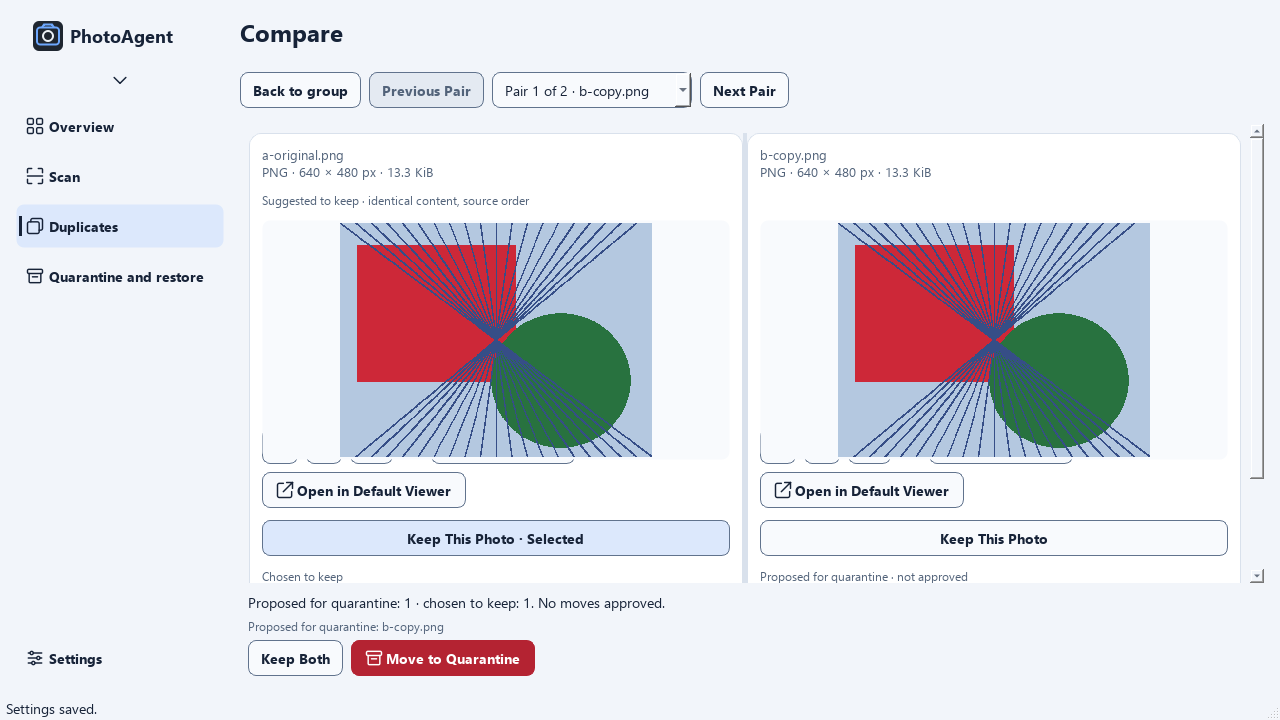 PhotoAgent
Compare
Back to group
Previous Pair
Pair 1 of 2 · b-copy.png
Next Pair
Overview
Scan
Duplicates
Quarantine and restore
a-original.png
PNG · 640 × 480 px · 13.3 KiB
Suggested to keep · identical content, source order
Open in Default Viewer
Keep This Photo · Selected
Chosen to keep
b-copy.png
PNG · 640 × 480 px · 13.3 KiB
Open in Default Viewer
Keep This Photo
Proposed for quarantine · not approved
Proposed for quarantine: 1 · chosen to keep: 1. No moves approved.
Proposed for quarantine: b-copy.png
Keep Both
Move to Quarantine
Settings
Settings saved.